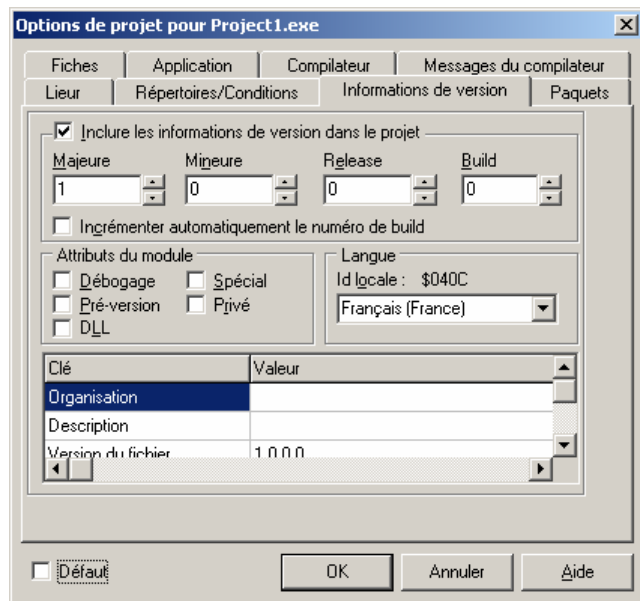 Options de projet pour Project1.exe
Fiches Application Compilateur Messages du compilateur
Lieur Répertoires/Conditions Informations de version Paquets
Inclure les informations de version dans le projet
Majeure Mineure Release Build
1 0 0 0
Incrémenter automatiquement le numéro de build
Attributs du module Langue
Débogage Spécial Id locale : $040C
Pré-version Privé Français (France)
DLL
Clé Valeur
Organisation
Description
Version du fichier 1.0.0.0
Défaut OK Annuler Aide